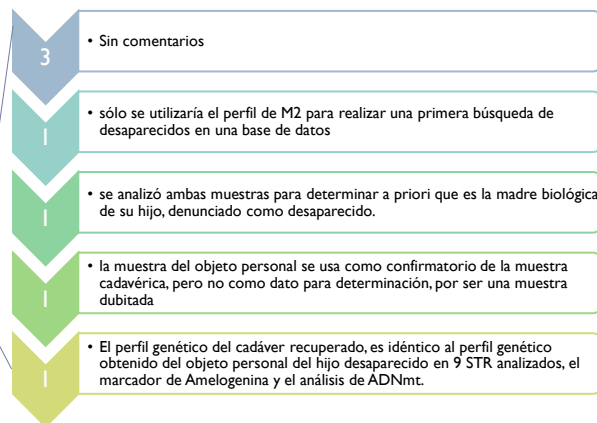 3
• Sin comentarios
1
• sólo se utilizaría el perfil de M2 para realizar una primera búsqueda de
desaparecidos en una base de datos
1
• se analizó ambas muestras para determinar a priori que es la madre biológica
de su hijo, denunciado como desaparecido.
1
• la muestra del objeto personal se usa como confirmatorio de la muestra
cadavérica, pero no como dato para determinación, por ser una muestra
dubitada
1
• El perfil genético del cadáver recuperado, es idéntico al perfil genético
obtenido del objeto personal del hijo desaparecido en 9 STR analizados, el
marcador de Amelogenina y el análisis de ADNmt.